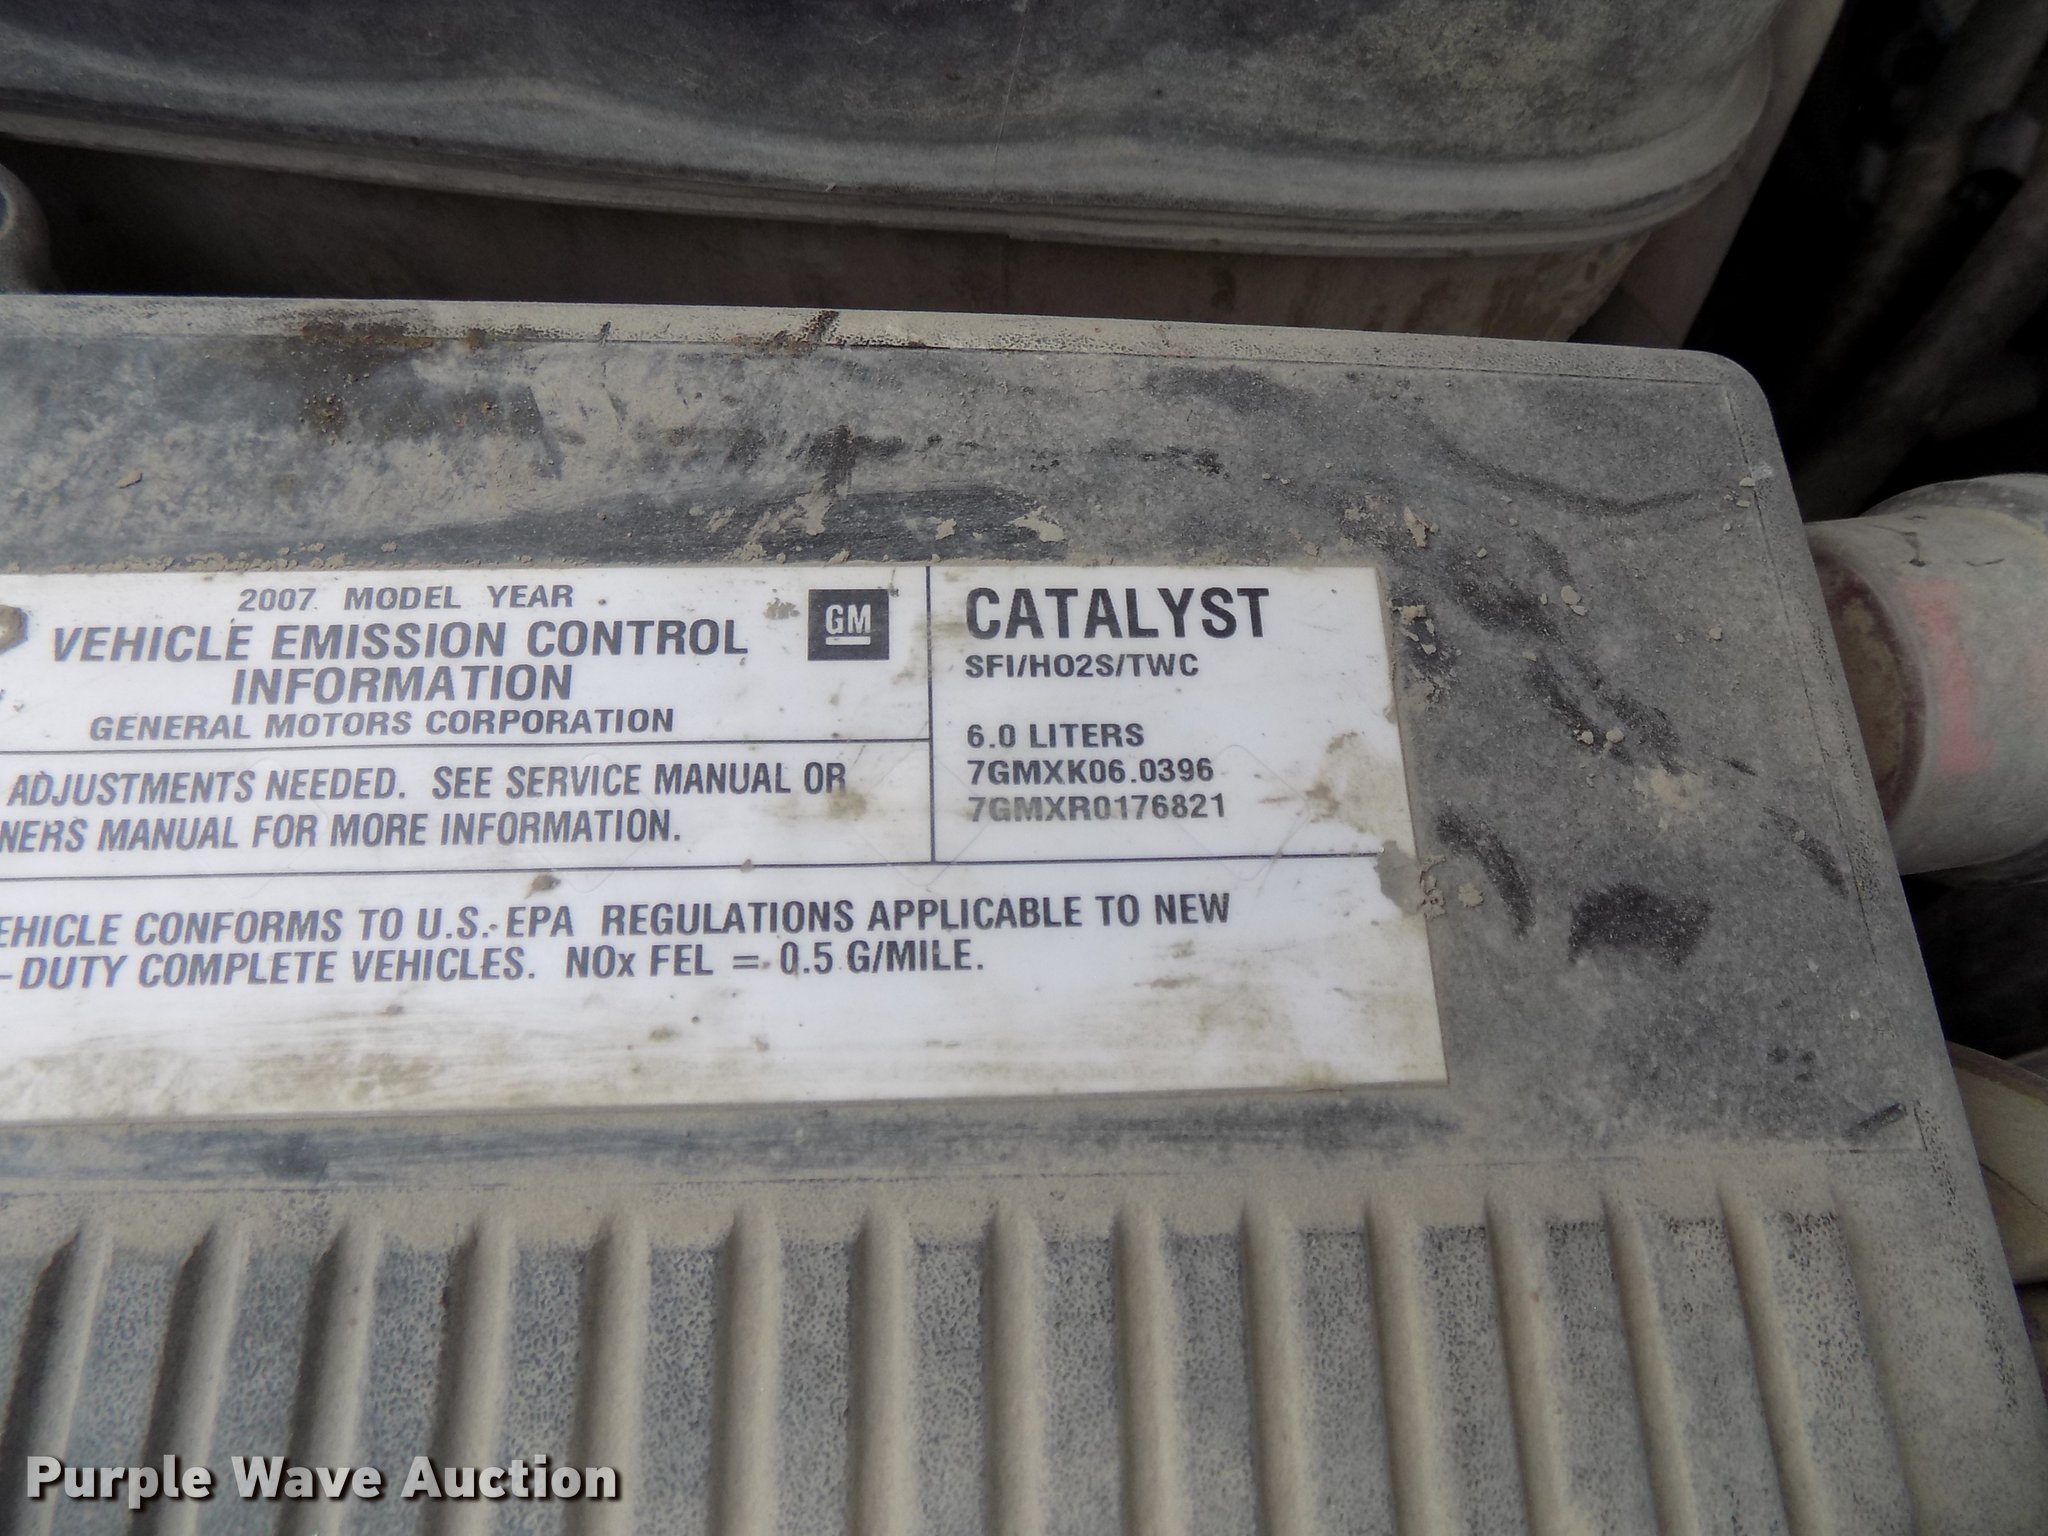 2007 MODEL YEAR
VEHICLE EMISSION CONTROL
INFORMATION
GENERAL MOTORS CORPORATION
GM
ADJUSTMENTS NEEDED. SEE SERVICE MANUAL OR
NERS MANUAL FOR MORE INFORMATION.
CATALYST
SFI/HO2S/TWC
6.0 LITERS
7GMXK06.0396
7GMXR0176821
EHICLE CONFORMS TO U.S. EPA REGULATIONS APPLICABLE TO NEW
-DUTY COMPLETE VEHICLES. NOx FEL = 0.5 G/MILE.
Purple Wave Auction